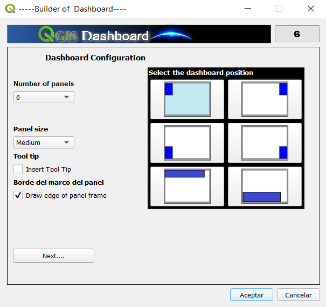 -----Builder of Dashboard----
QGIS Dashboard
6
Dashboard Configuration
Select the dashboard position
Number of panels
6
Panel size
Medium
Tool tip
Insert Tool Tip
Borde del marco del panel
Draw edge of panel frame
Next....
Aceptar
Cancelar